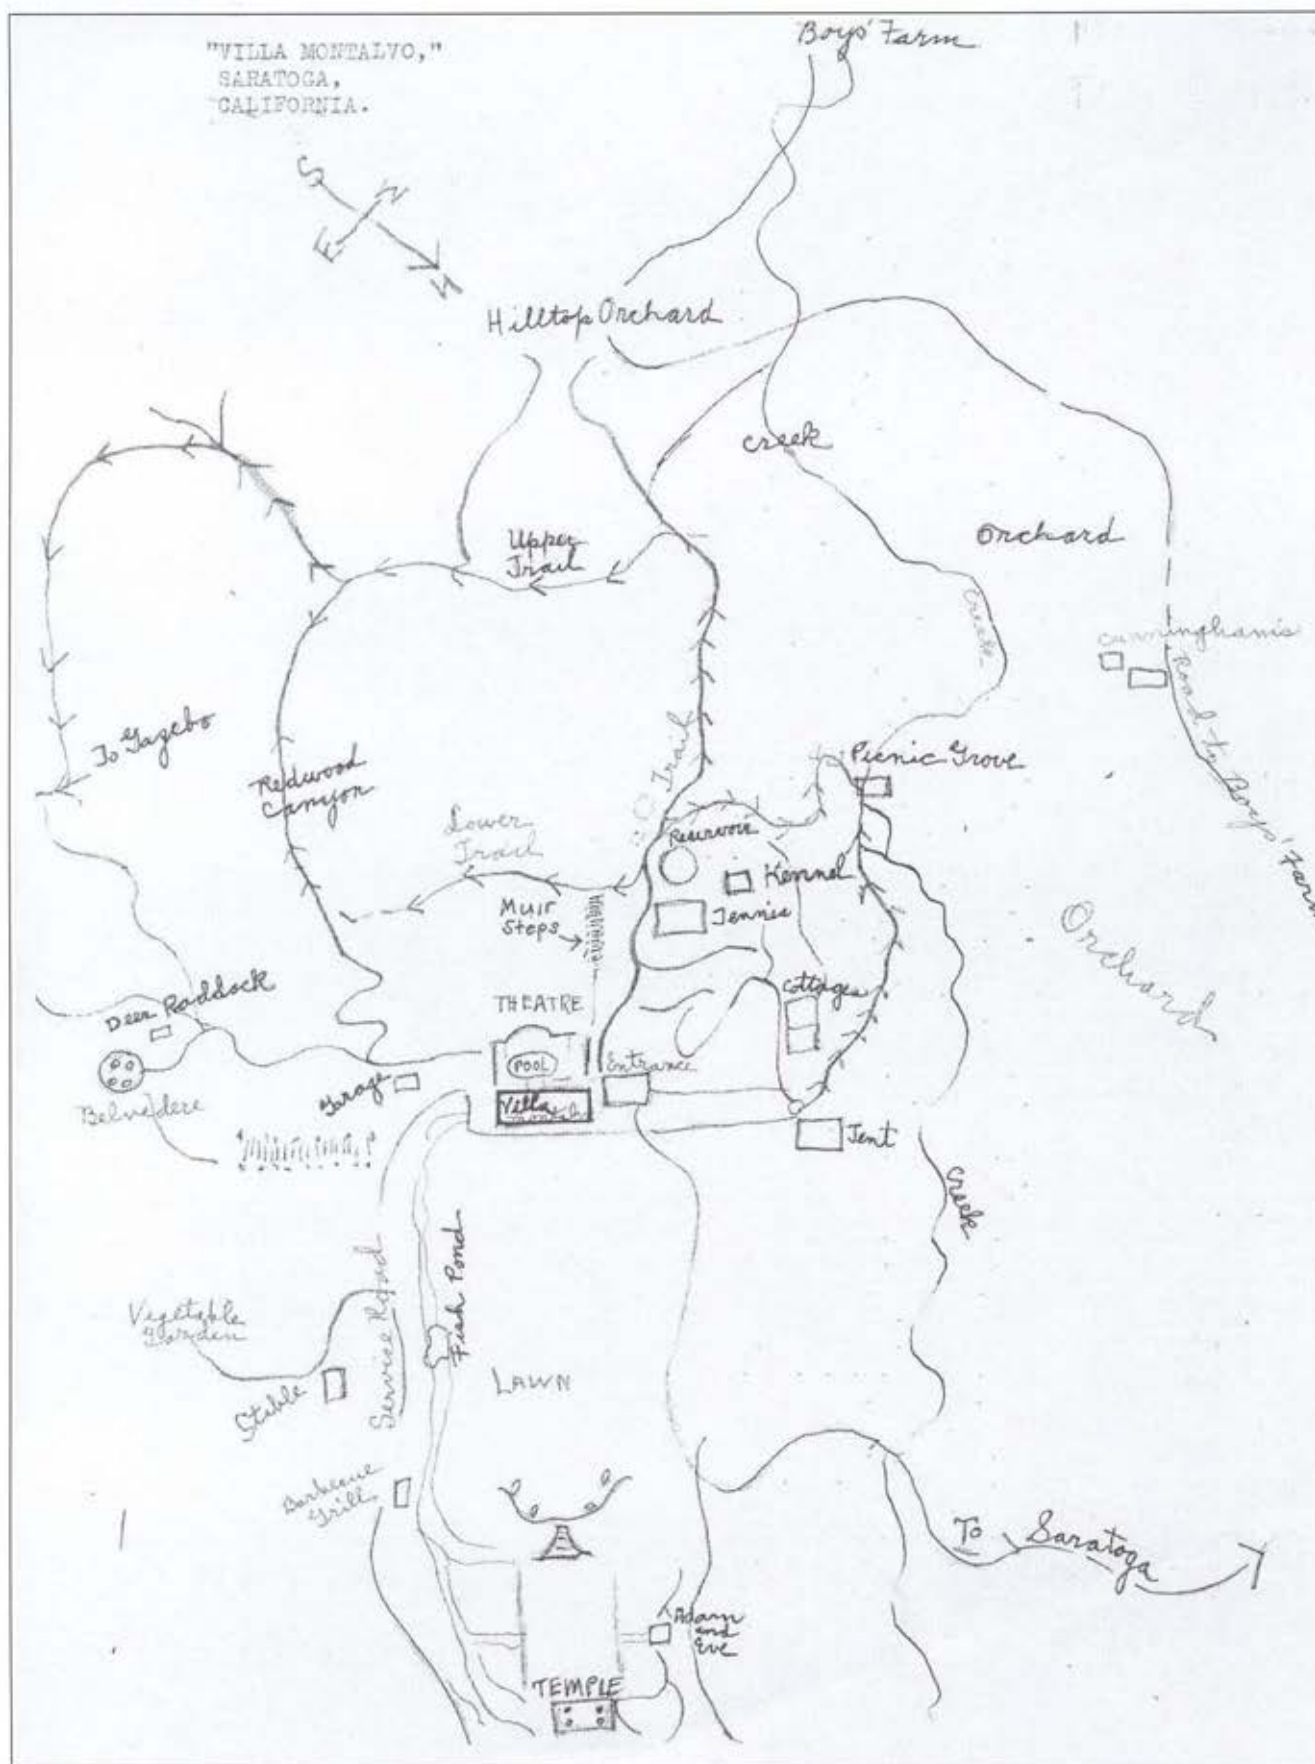 "VILLA MONTALVO,"
SARATOGA,
CALIFORNIA.
Boys' Farm
S
W
E
N
Hilltop Orchard
Creek
Orchard
Upper
Trail
Creek
Cunningham's
Road to Boys' Farm
To Gazebo
Redwood
Canyon
Trail
Picnic Grove
Lower
Trail
Reservoir
Kennel
Tennis
Muir
Steps
Orchard
Cottages
Deer Paddock
THEATRE
POOL
Entrance
Garage
Villa
Belvedere
Tent
Creek
Service Road
Fish Pond
Vegetable
Garden
Stable
LAWN
Barbecue
Grill
To Saratoga
Adam
and
Eve
TEMPLE